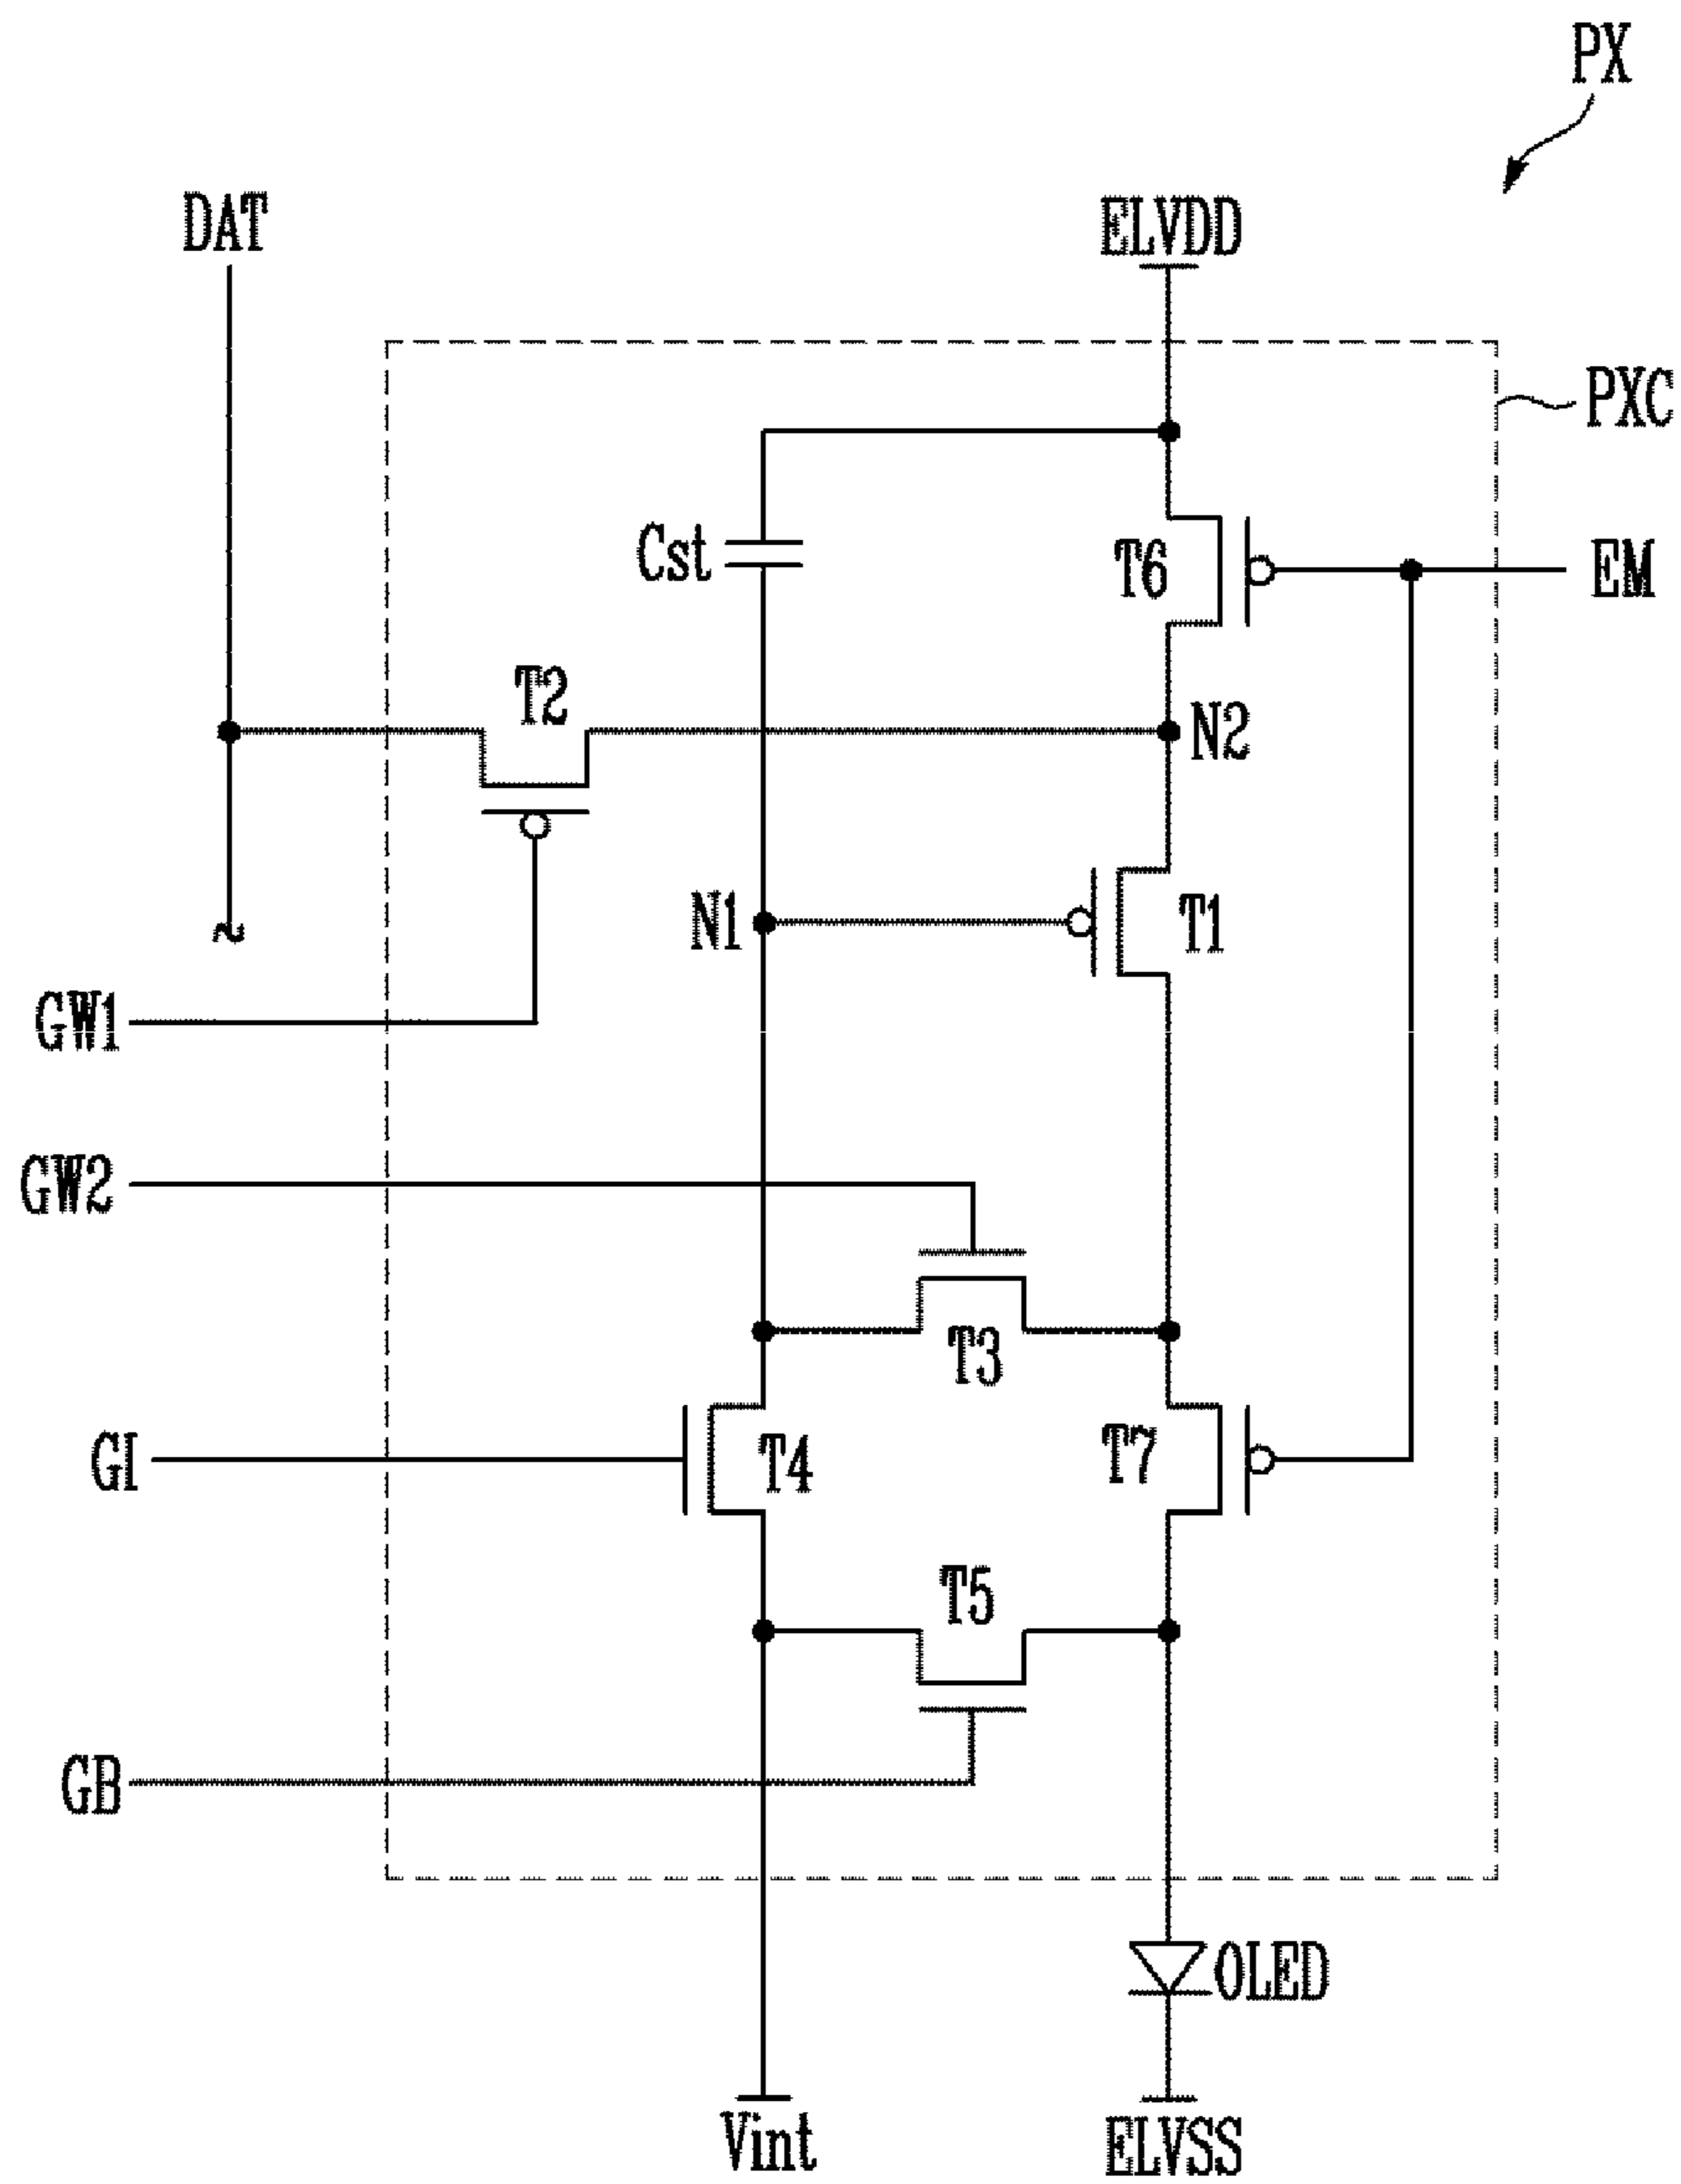 PX
DAT
ELVDD
PXC
Cst
T6
EM
T2
N2
N1
T1
GW1
GW2
T3
GI
T4
T7
T5
GB
OLED
Vint
ELVSS